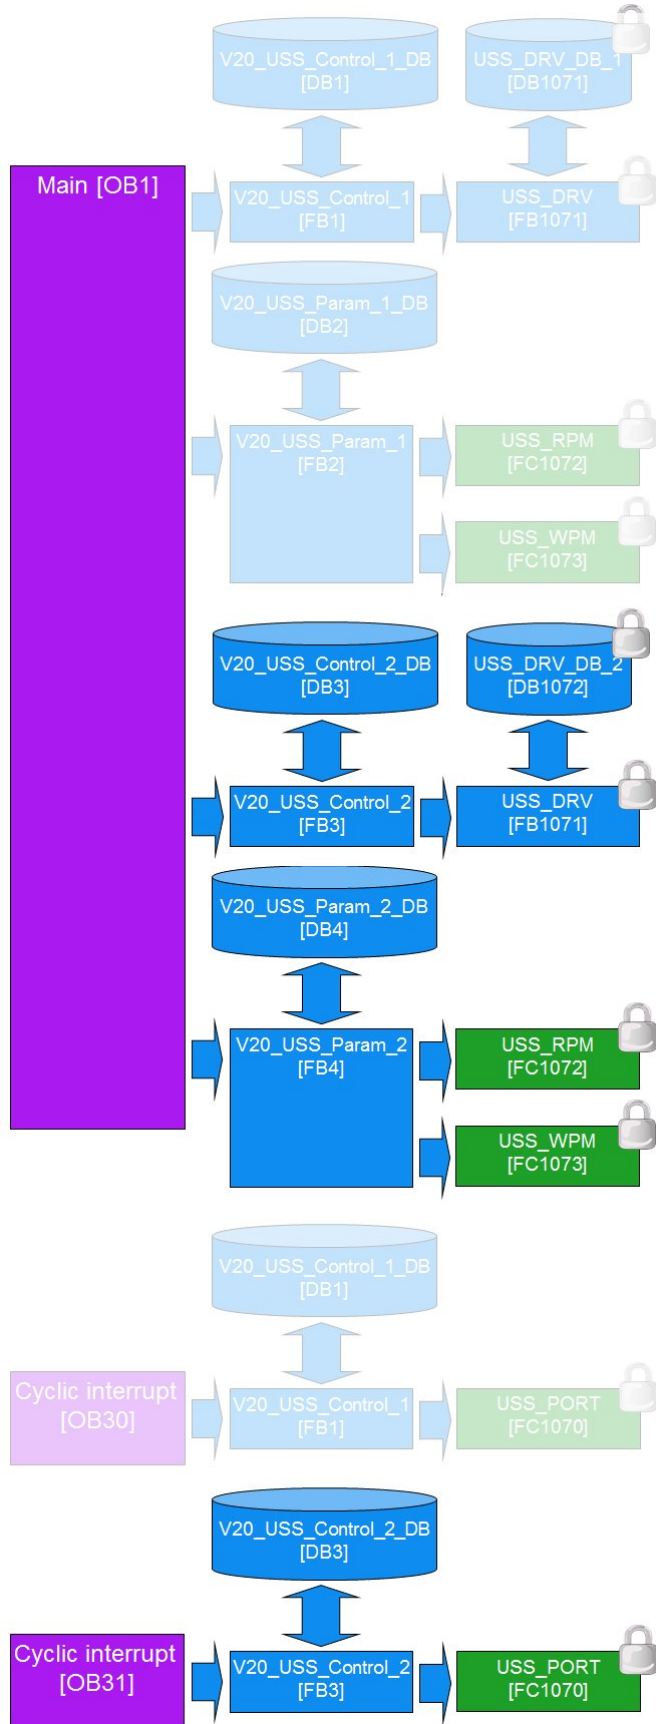 V20_USS_Control_1_DB
[DB1]
USS_DRV_DB_1
[DB1071]
Main [OB1]
V20_USS_Control_1
[FB1]
USS_DRV
[FB1071]
V20_USS_Param_1_DB
[DB2]
V20_USS_Param_1
[FB2]
USS_RPM
[FC1072]
USS_WPM
[FC1073]
V20_USS_Control_2_DB
[DB3]
USS_DRV_DB_2
[DB1072]
V20_USS_Control_2
[FB3]
USS_DRV
[FB1071]
V20_USS_Param_2_DB
[DB4]
V20_USS_Param_2
[FB4]
USS_RPM
[FC1072]
USS_WPM
[FC1073]
V20_USS_Control_1_DB
[DB1]
Cyclic interrupt
[OB30]
V20_USS_Control_1
[FB1]
USS_PORT
[FC1070]
V20_USS_Control_2_DB
[DB3]
Cyclic interrupt
[OB31]
V20_USS_Control_2
[FB3]
USS_PORT
[FC1070]